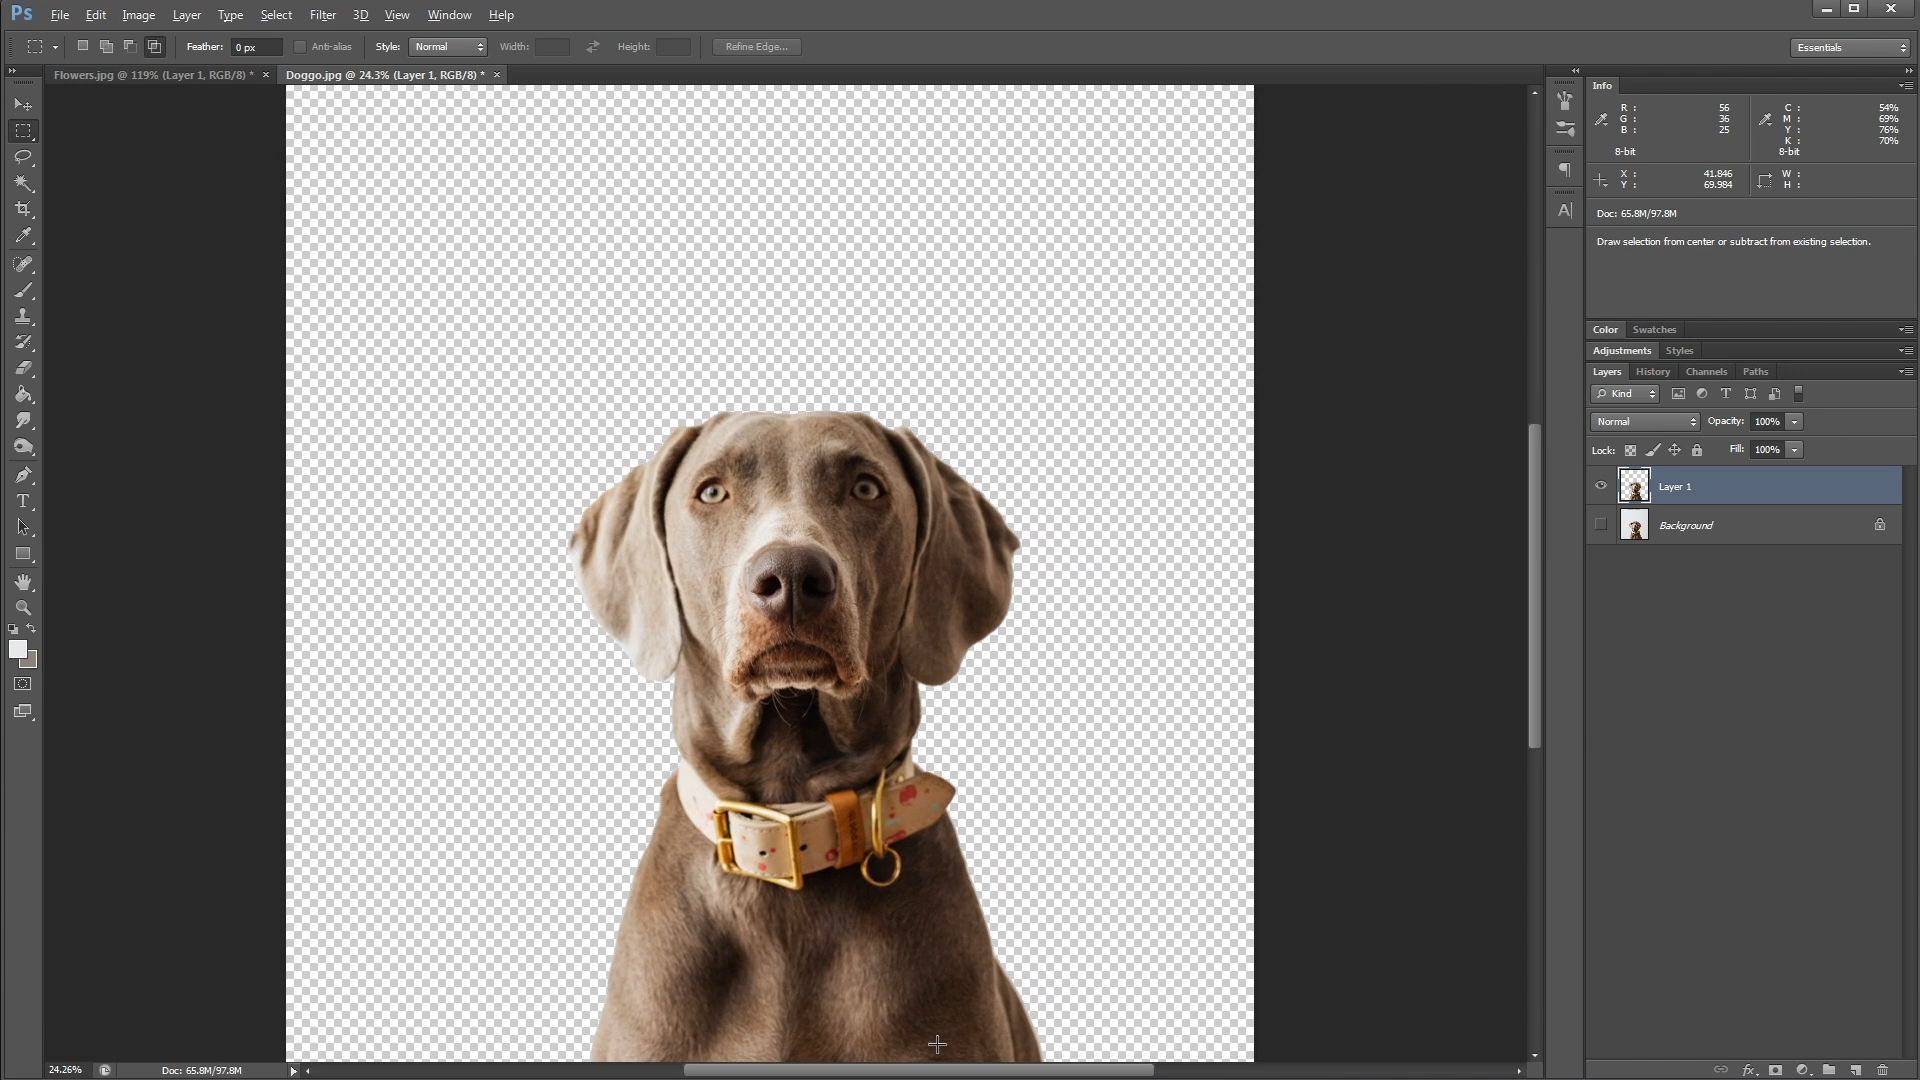 Ps File Edit Image Layer Type Select Filter 3D View Window Help
Feather: 0 px Anti-alias Style: Normal Width: Height: Refine Edge... Essentials
Flowers.jpg @ 119% (Layer 1, RGB/8) * × Doggo.jpg @ 24.3% (Layer 1, RGB/8) * ×
Info
R : 56 C : 54%
G : 36 M : 69%
B : 25 Y : 76%
K : 70%
8-bit 8-bit
X : 41.846 W :
Y : 69.984 H :
Doc: 65.8M/97.8M
Draw selection from center or subtract from existing selection.
Color Swatches
Adjustments Styles
Layers History Channels Paths
Kind
Normal Opacity: 100%
Lock: Fill: 100%
Layer 1
Background
24.26% Doc: 65.8M/97.8M